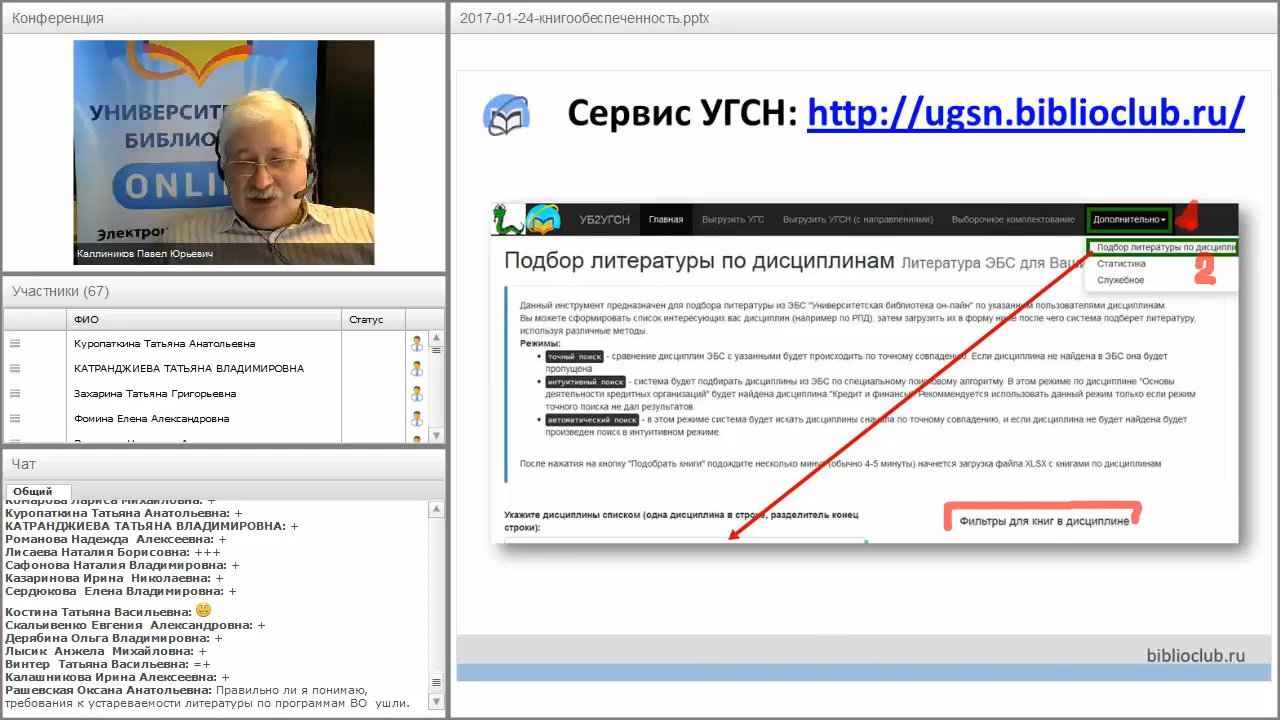 Конференция
УНИВЕРСИТЕ
БИБЛИО
ONLI
Электрон
Каллиников Павел Юрьевич
Участники (67)
ФИО
Статус
Куропаткина Татьяна Анатольевна
КАТРАНДЖИЕВА ТАТЬЯНА ВЛАДИМИРОВНА
Захарина Татьяна Григорьевна
Фомина Елена Александровна
Чат
Общий
Комарова Лариса Михайловна: +
Куропаткина Татьяна Анатольевна: +
КАТРАНДЖИЕВА ТАТЬЯНА ВЛАДИМИРОВНА: +
Романова Надежда Алексеевна: +
Лисаева Наталия Борисовна: +++
Сафонова Наталия Владимировна: +
Казаринова Ирина Николаевна: +
Сердюкова Елена Владимировна: +
Костина Татьяна Васильевна:
Скальивенко Евгения Александровна: +
Дерябина Ольга Владимировна: +
Лысик Анжела Михайловна: +
Винтер Татьяна Васильевна: =+
Калашникова Ирина Алексеевна: +
Рашевская Оксана Анатольевна: Правильно ли я понимаю,
требования к устареваемости литературы по программам ВО ушли.
2017-01-24-книгообеспеченность.pptx
Сервис УГСН: http://ugsn.biblioclub.ru/
УБ2УГСН Главная Выгрузить УГС Выгрузить УГСН (с направлениями) Выборочное комплектование Дополнительно 1
Подбор литературы по дисципли
Статистика 2
Служебное
Подбор литературы по дисциплинам Литература ЭБС для Ваш
Данный инструмент предназначен для подбора литературы из ЭБС "Университетская библиотека он-лайн" по указанным пользователями дисциплинам.
Вы можете сформировать список интересующих вас дисциплин (например по РПД), затем загрузить их в форму ниже после чего система подберет литературу,
используя различные методы.
Режимы:
• точный поиск - сравнение дисциплин ЭБС с уазанными будет происходить по точному совпадению. Если дисциплина не найдена в ЭБС она будет
пропущена
• интуитивный поиск - система будет подбирать дисциплины из ЭБС по специальному поисковому алгоритму. В этом режиме по дисциплине "Основы
деятельности кредитных организаций" будет найдена дисциплина "Кредит и финансы". Рекомендуется использовать данный режим только если режим
точного поиска не дал результатов.
• автоматический поиск - в этом режиме система будет искать дисциплины сначала по точному совпадению, и если дисциплина не будет найдена будет
произведен поиск в интуитивном режиме.
После нажатия на кнопку "Подобрать книги" подождите несколько минут (обычно 4-5 минуты) начнется загрузка файла XLSX с книгами по дисциплинам
Укажите дисциплины списком (одна дисциплина в строке, разделитель конец
строки):
Фильтры для книг в дисциплине
biblioclub.ru